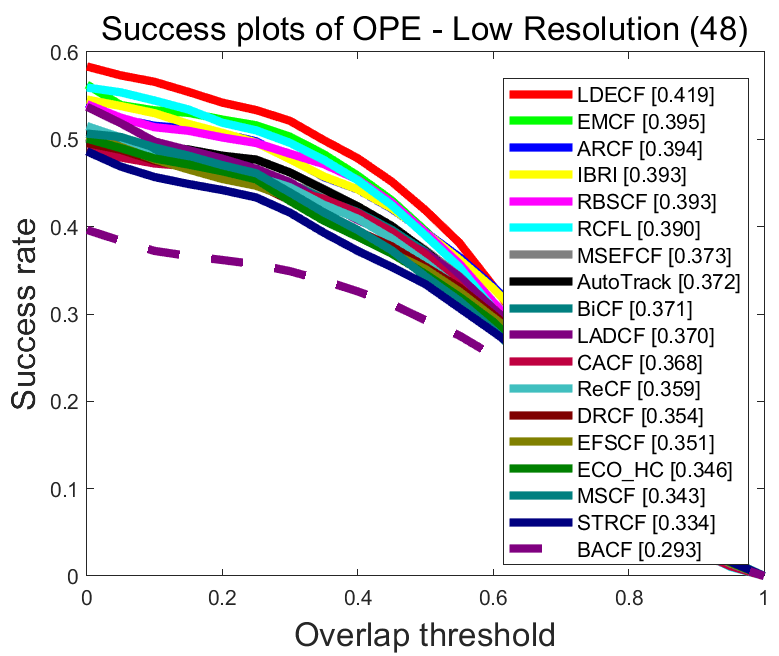 Success plots of OPE - Low Resolution (48)
Success rate
0.6
0.5
0.4
0.3
0.2
0.1
0
LDECF [0.419]
EMCF [0.395]
ARCF [0.394]
IBRI [0.393]
RBSCF [0.393]
RCFL [0.390]
MSEFCF [0.373]
AutoTrack [0.372]
BiCF [0.371]
LADCF [0.370]
CACF [0.368]
ReCF [0.359]
DRCF [0.354]
EFSCF [0.351]
ECO_HC [0.346]
MSCF [0.343]
STRCF [0.334]
BACF [0.293]
0 0.2 0.4 0.6 0.8 1
Overlap threshold